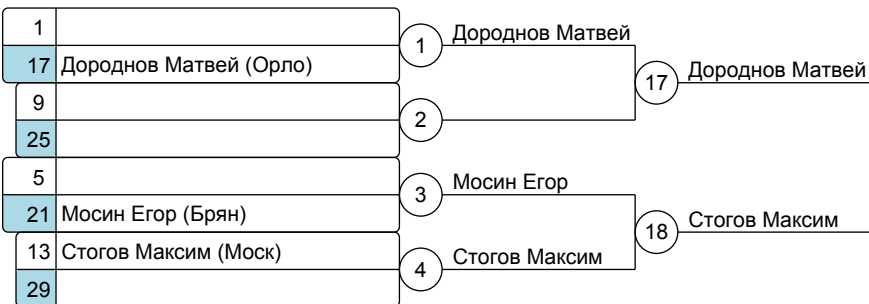 1
17 Дороднов Матвей (Орло)
9
25
5
21 Мосин Егор (Брян)
13 Стогов Максим (Моск)
29
1 Дороднов Матвей
2
3 Мосин Егор
4 Стогов Максим
17 Дороднов Матвей
18 Стогов Максим